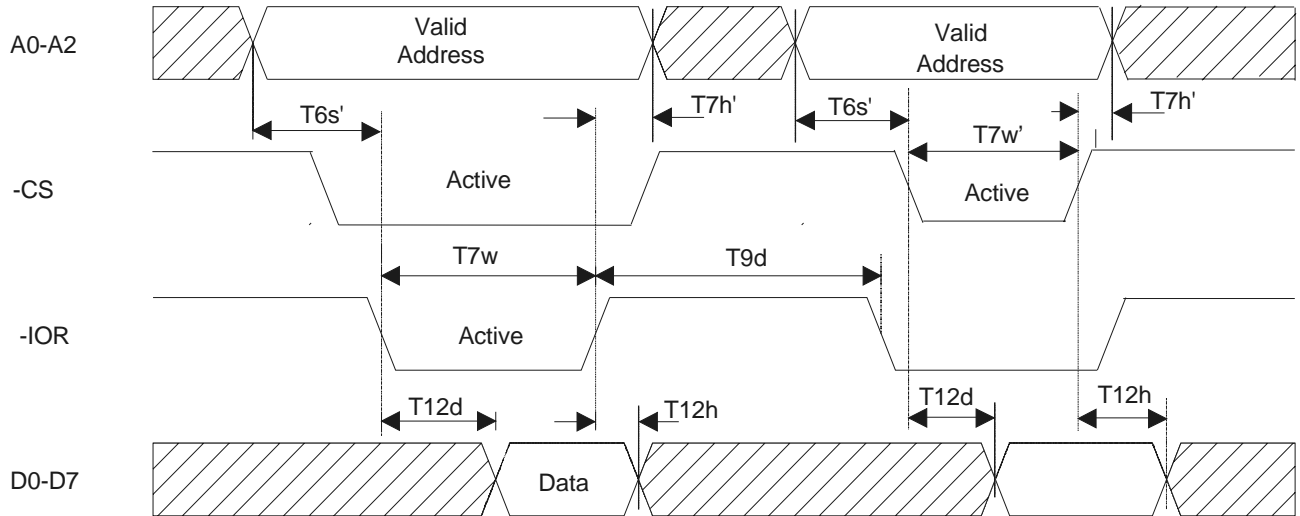 A0-A2
Valid
Address
Valid
Address
T6s'
T7h'
T6s'
T7h'
T7w’
-CS
Active
Active
T7w
T9d
-IOR
Active
T12d
T12h
T12d
T12h
D0-D7
Data